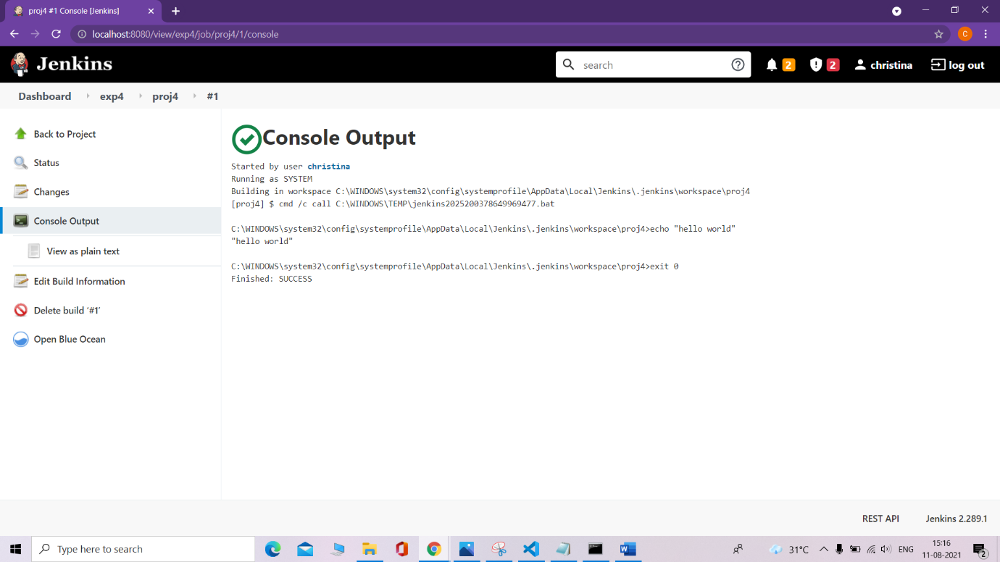 proj4 #1 Console [Jenkins]
localhost:8080/view/exp4/job/proj4/1/console
C
Jenkins
search
2
2
christina
log out
Dashboard
exp4
proj4
#1
Back to Project
Status
Changes
Console Output
View as plain text
Edit Build Information
Delete build ‘#1’
Open Blue Ocean
Console Output
Started by user christina
Running as SYSTEM
Building in workspace C:\WINDOWS\system32\config\systemprofile\AppData\Local\Jenkins\.jenkins\workspace\proj4
[proj4] $ cmd /c call C:\WINDOWS\TEMP\jenkins2025200378649969477.bat
C:\WINDOWS\system32\config\systemprofile\AppData\Local\Jenkins\.jenkins\workspace\proj4>echo "hello world"
"hello world"
C:\WINDOWS\system32\config\systemprofile\AppData\Local\Jenkins\.jenkins\workspace\proj4>exit 0
Finished: SUCCESS
REST API
Jenkins 2.289.1
Type here to search
31°C
ENG
15:16
11-08-2021
2